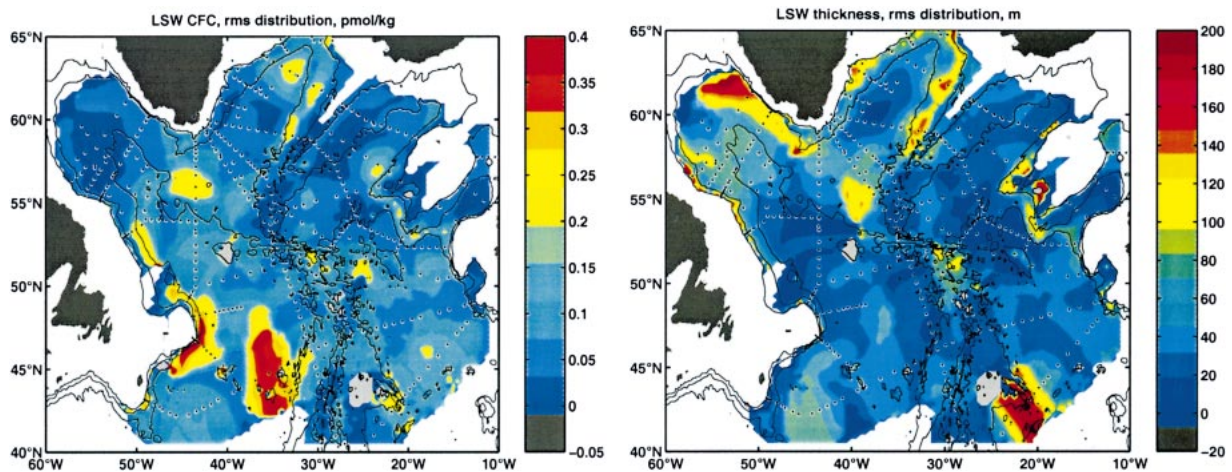 LSW CFC, rms distribution, pmol/kg
65°N
60°N
55°N
50°N
45°N
40°N
60°W
50°W
40°W
30°W
20°W
10°W
0.4
0.35
0.3
0.25
0.2
0.15
0.1
0.05
0
−0.05
LSW thickness, rms distribution, m
65°N
60°N
55°N
50°N
45°N
40°N
60°W
50°W
40°W
30°W
20°W
10°W
200
180
160
140
120
100
80
60
40
20
0
−20